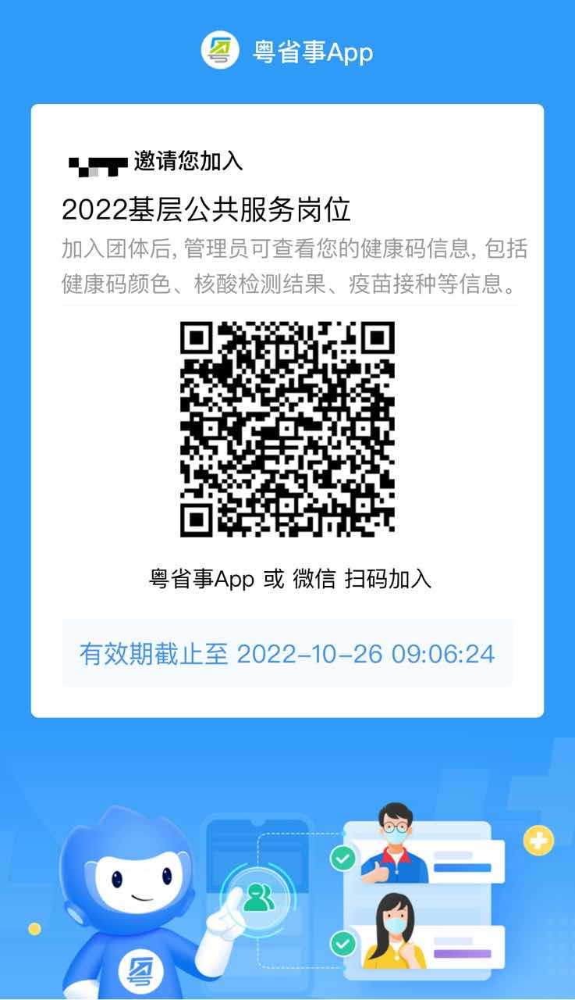 粤省事App
邀请您加入
2022基层公共服务岗位
加入团体后,管理员可查看您的健康码信息,包括
健康码颜色、核酸检测结果、疫苗接种等信息。
粤省事App 或 微信 扫码加入
有效期截止至 2022-10-26 09:06:24